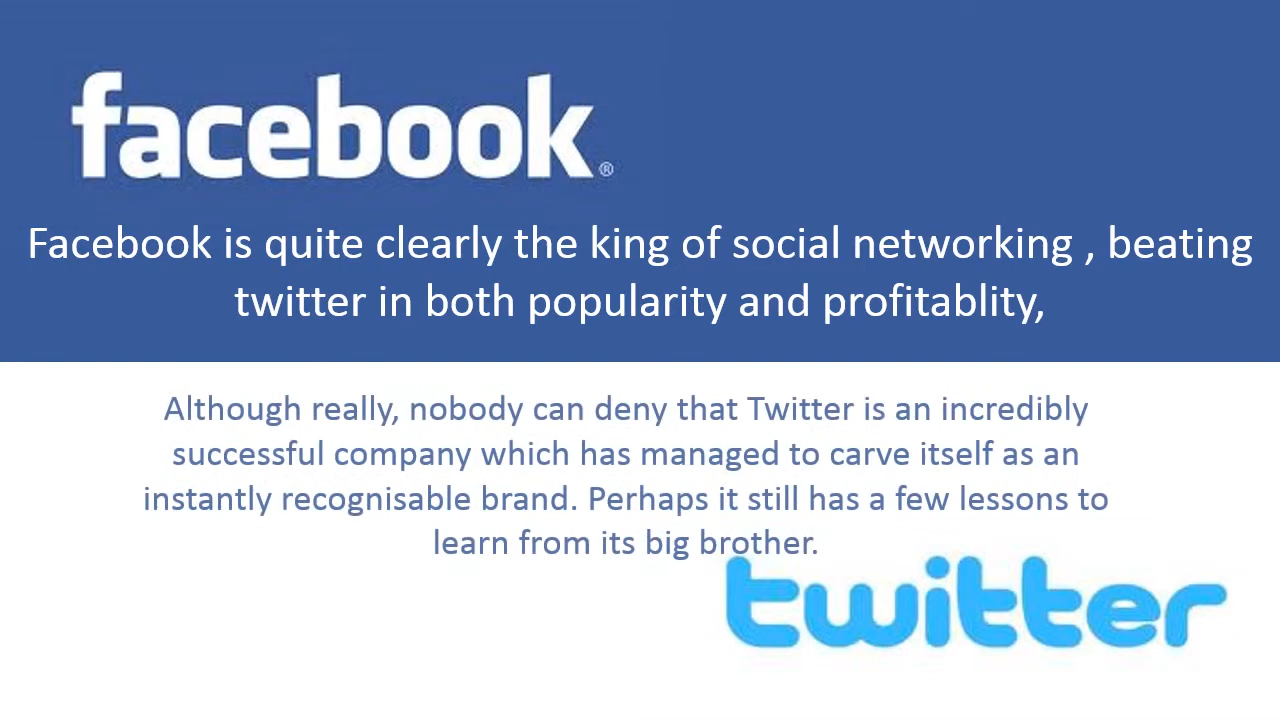 facebook®
Facebook is quite clearly the king of social networking , beating
twitter in both popularity and profitablity,
Although really, nobody can deny that Twitter is an incredibly
successful company which has managed to carve itself as an
instantly recognisable brand. Perhaps it still has a few lessons to
learn from its big brother.
twitter